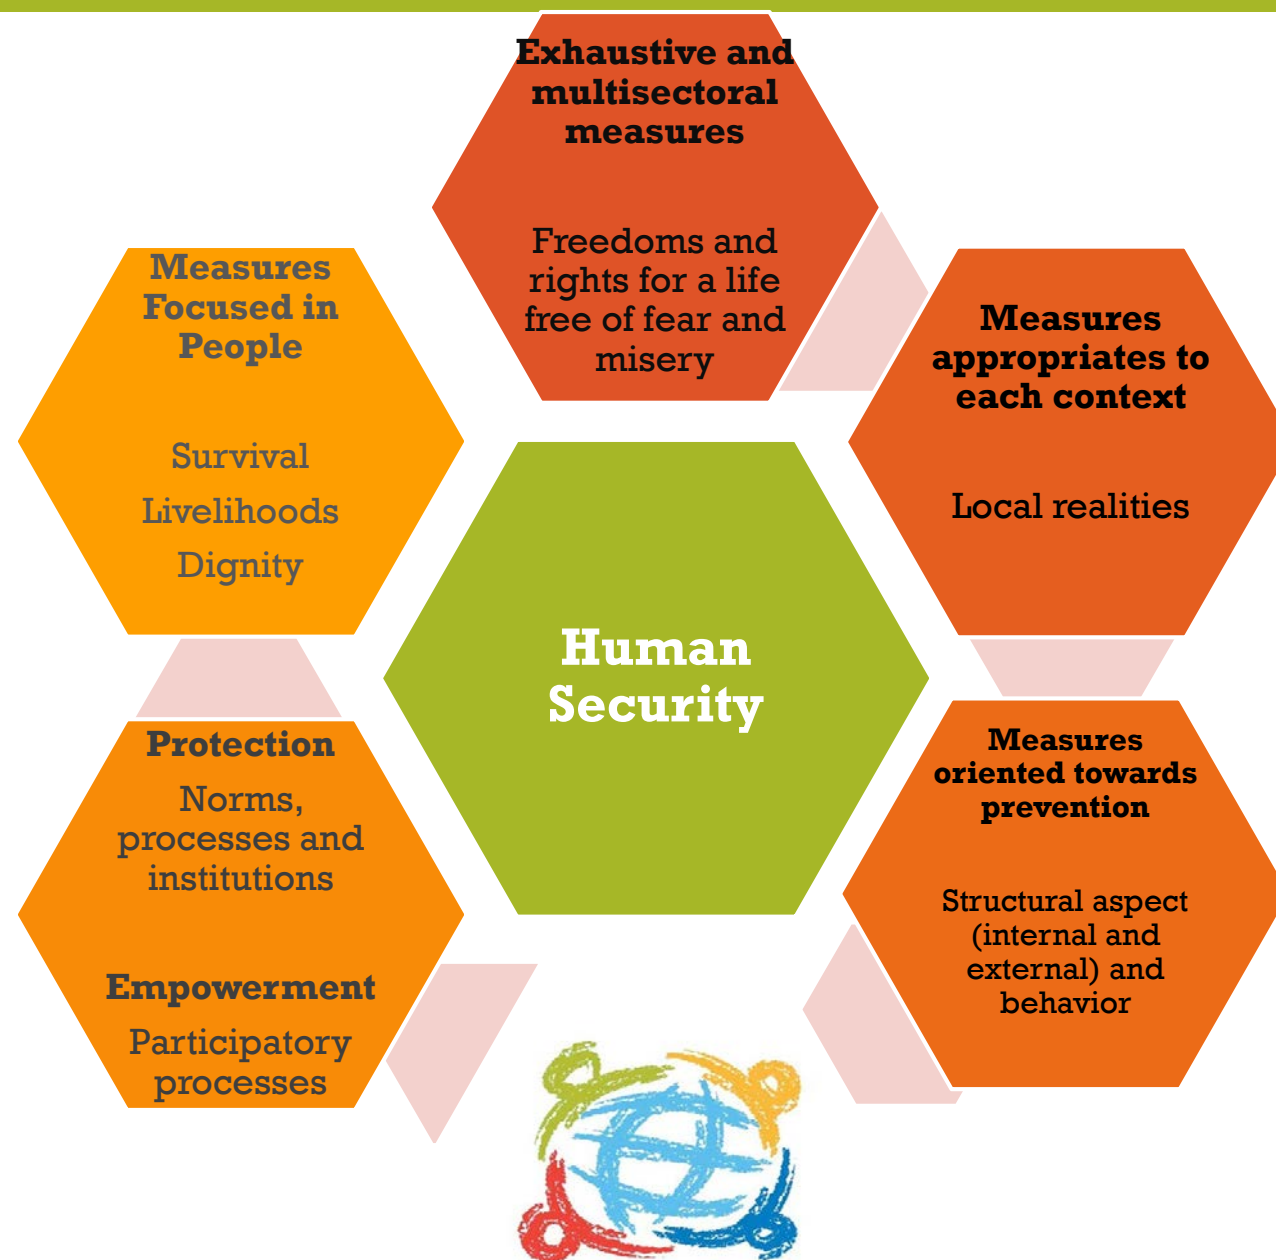 Exhaustive and
multisectoral
measures
Freedoms and
rights for a life
free of fear and
misery
Measures
appropriates to
each context
Local realities
Measures
oriented towards
prevention
Structural aspect
(internal and
external) and
behavior
Protection
Norms,
processes and
institutions
Empowerment
Participatory
processes
Measures
Focused in
People
Survival
Livelihoods
Dignity
Human
Security